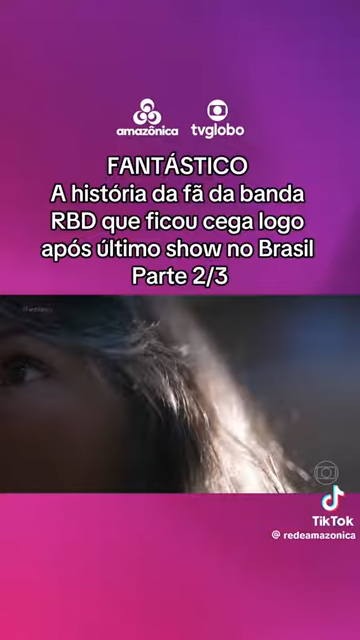 amazônica tvglobo
FANTÁSTICO
A história da fã da banda
RBD que ficou cega logo
após último show no Brasil
Parte 2/3
TikTok
@ redeamazonica